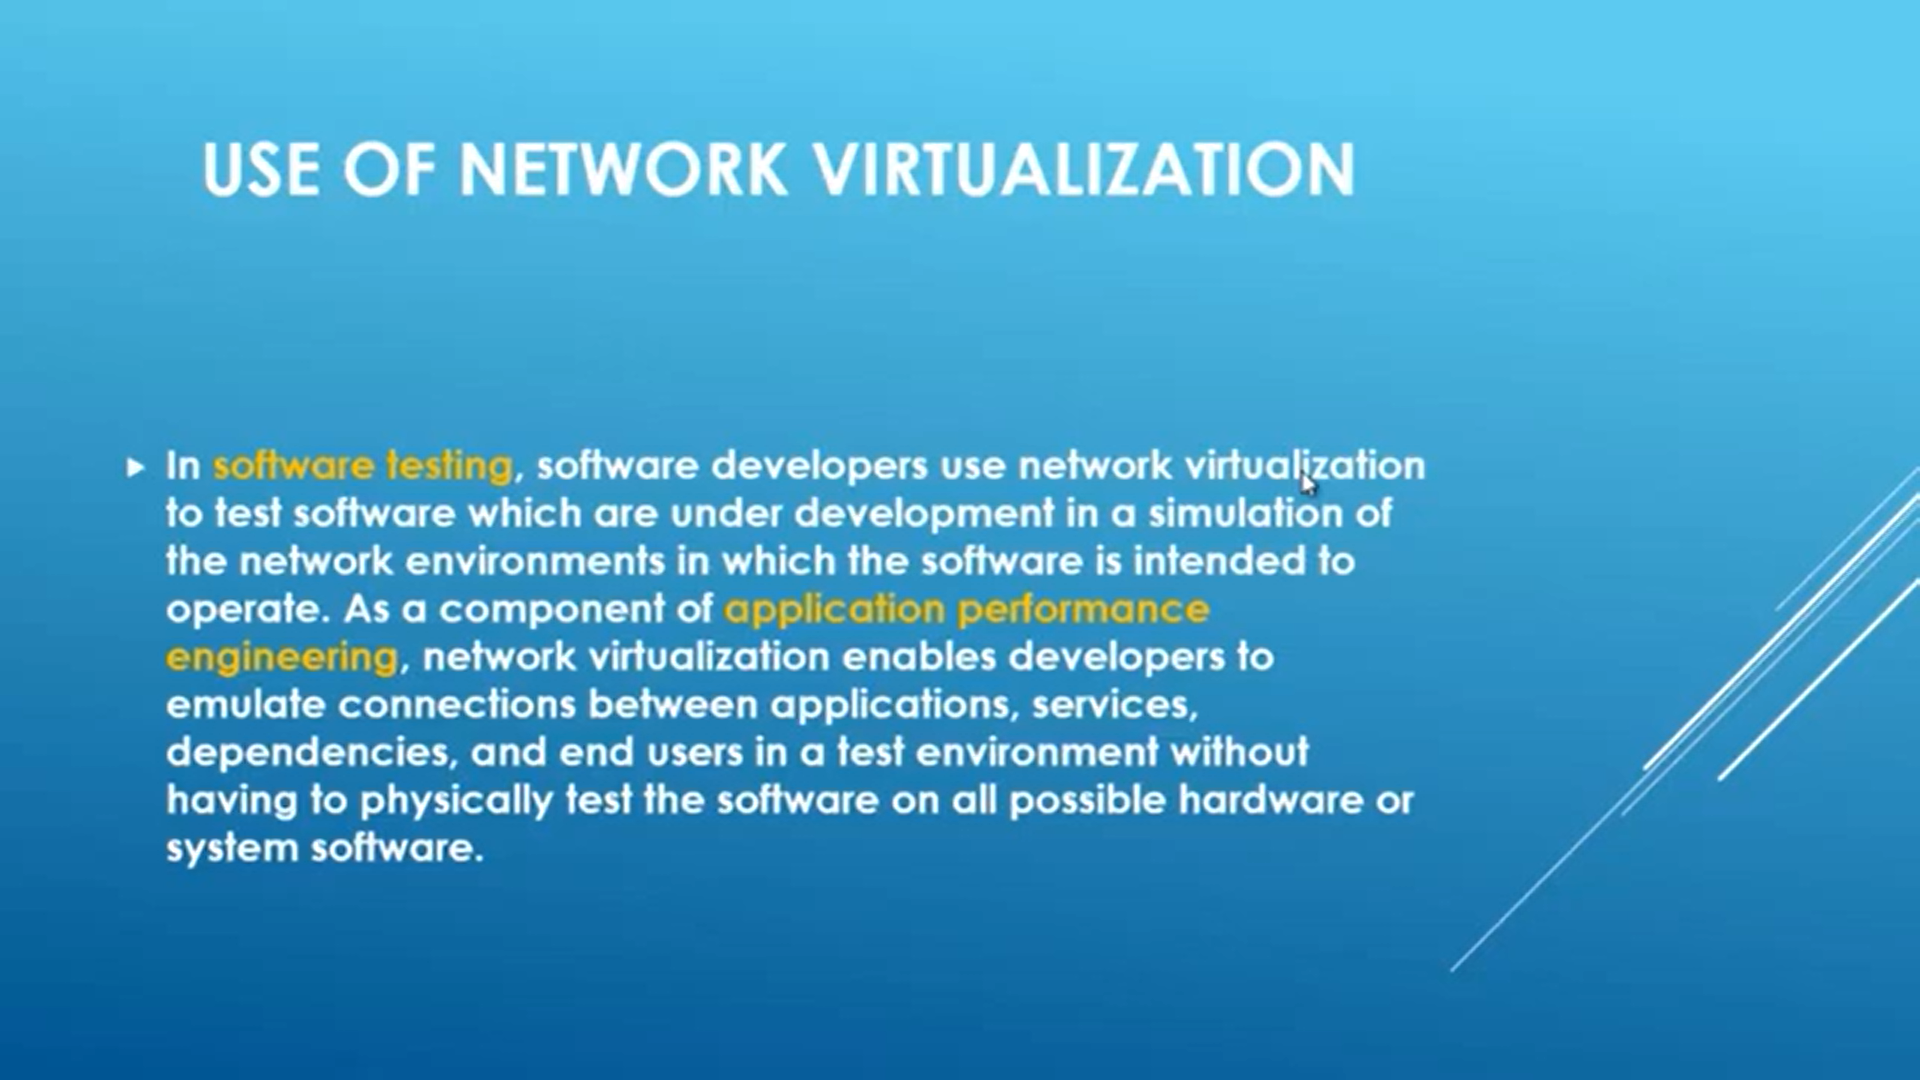 USE OF NETWORK VIRTUALIZATION
In software testing, software developers use network virtualization
to test software which are under development in a simulation of
the network environments in which the software is intended to
operate. As a component of application performance
engineering, network virtualization enables developers to
emulate connections between applications, services,
dependencies, and end users in a test environment without
having to physically test the software on all possible hardware or
system software.